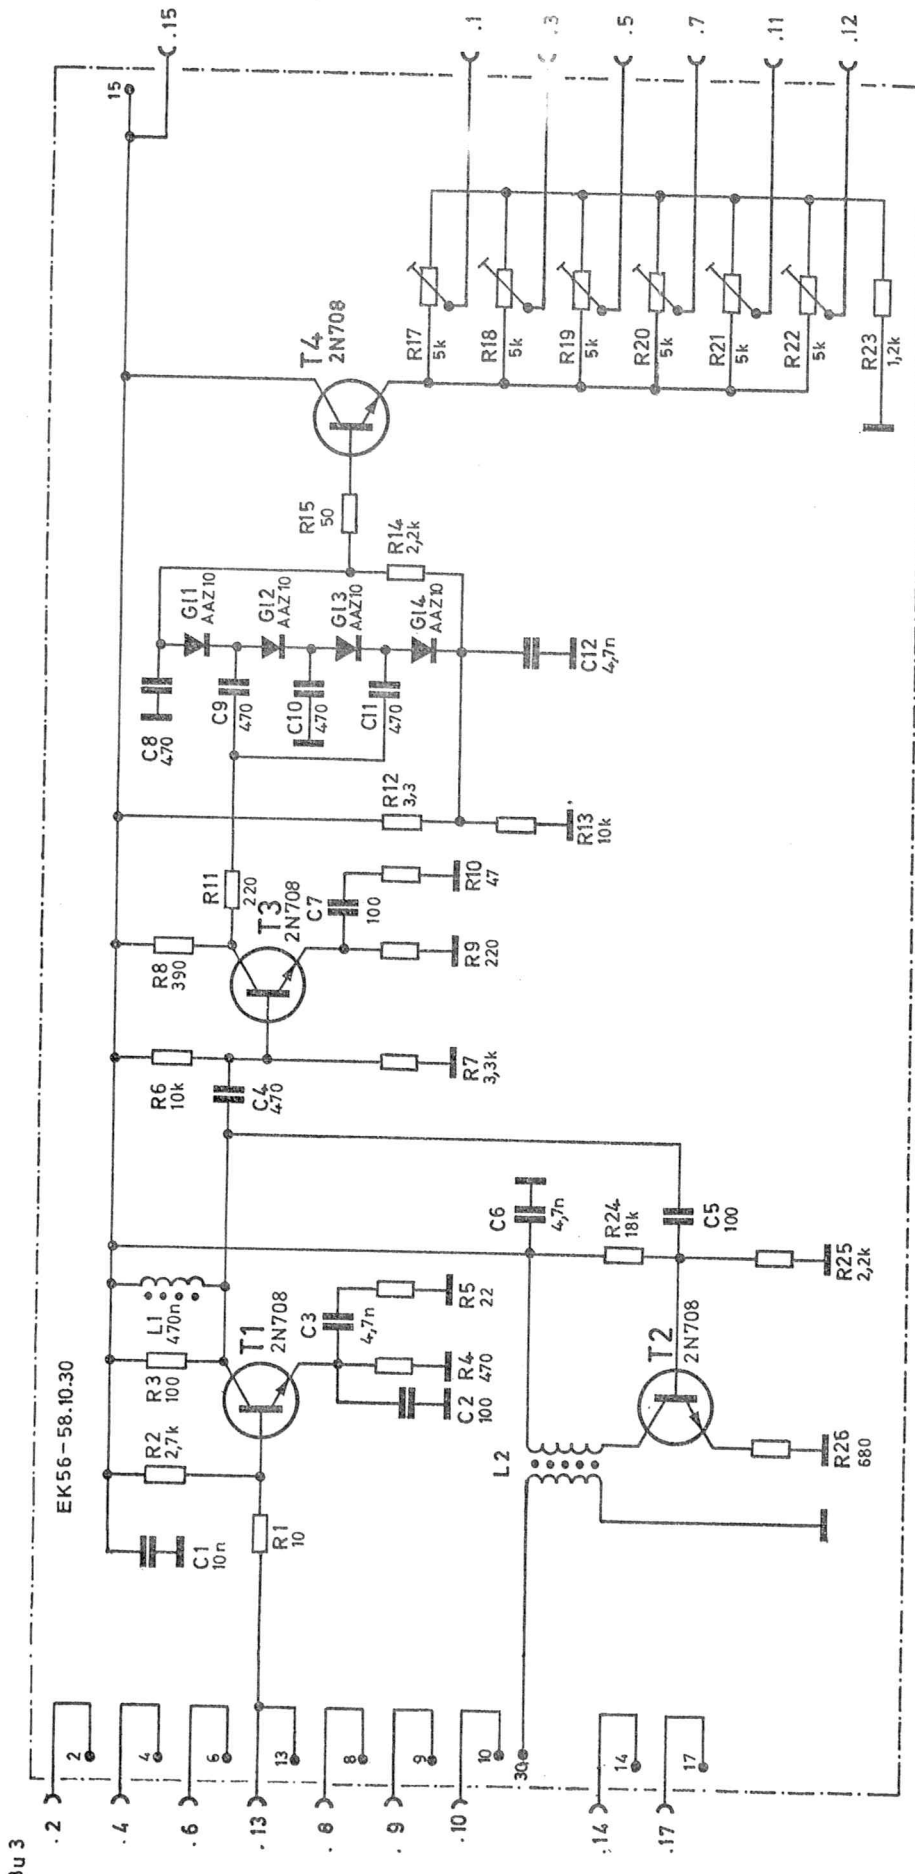 Bu 3
EK56-58.10.30
.2
.4
.6
.13
.8
.9
.10
.14
.17
2
4
6
13
8
9
10
30
14
17
C1
10n
R1
10
R2
2,7k
R3
100
L1
470n
T1
2N708
C2
100
R4
470
C3
4,7n
R5
22
L2
T2
2N708
R26
680
R25
2,2k
C5
100
R24
18k
C6
4,7n
R6
10k
C4
470
R7
3,3k
R8
390
T3
2N708
R9
220
C7
100
R10
47
R11
220
R12
3,3
R13
10k
C8
470
C9
470
C10
470
C11
470
Gl1
AAZ10
Gl2
AAZ10
Gl3
AAZ10
Gl4
AAZ10
C12
4,7n
R14
2,2k
R15
50
T4
2N708
R17
5k
R18
5k
R19
5k
R20
5k
R21
5k
R22
5k
R23
1,2k
15
.15
.1
.3
.5
.7
.11
.12